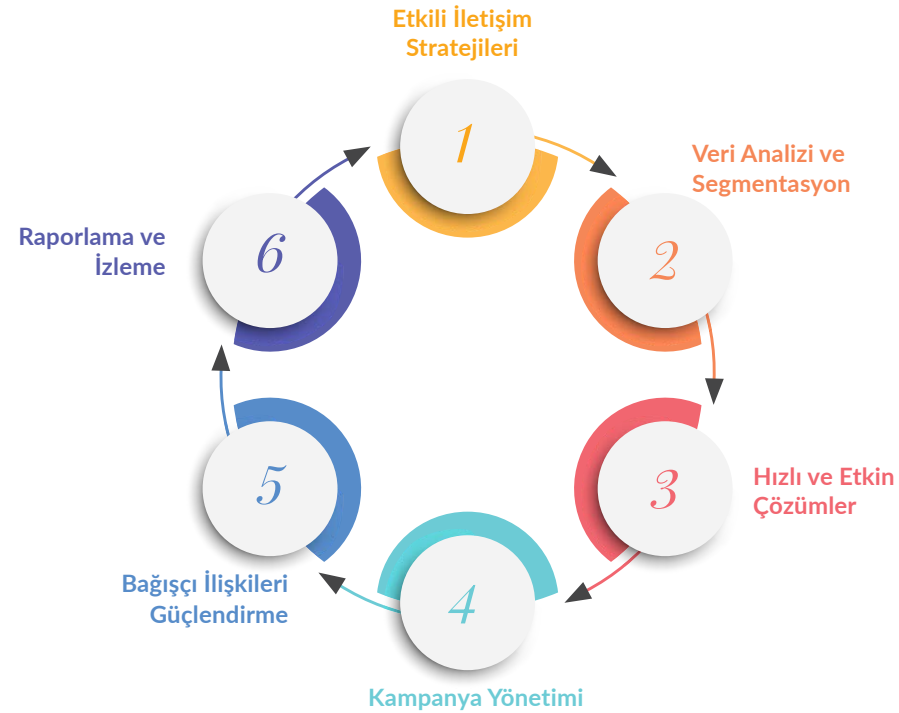 Etkili İletişim
Stratejileri
1
Veri Analizi ve
Segmentasyon
2
Hızlı ve Etkin
Çözümler
3
Kampanya Yönetimi
4
Bağışçı İlişkileri
Güçlendirme
5
Raporlama ve
İzleme
6